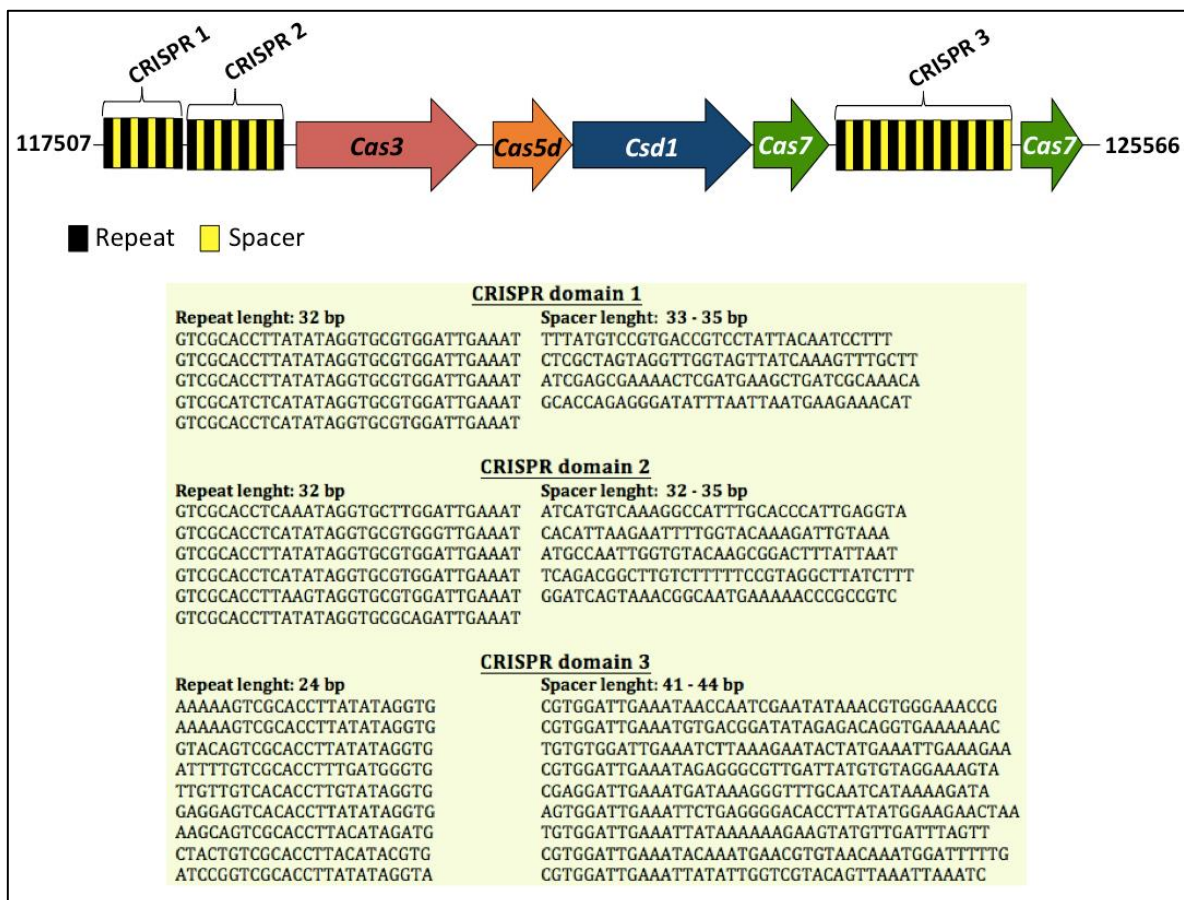 CRISPR 1
CRISPR 2
CRISPR 3
117507
Cas3
Cas5d
Csd1
Cas7
Cas7
125566
Repeat
Spacer
CRISPR domain 1
Repeat lenght: 32 bp Spacer lenght: 33 - 35 bp
GTCGCACCTTATATAGGTGCGTGGATTGAAAT TTTATGTCCGTGACCGTCCTATTACAATCCTTT
GTCGCACCTTATATAGGTGCGTGGATTGAAAT CTCGCTAGTAGGTTGGTAGTTATCAAAGTTTGCTT
GTCGCACCTTATATAGGTGCGTGGATTGAAAT ATCGAGCGAAAACTCGATGAAGCTGATCGCAAACA
GTCGCATCTCATATAGGTGCGTGGATTGAAAT GCACCAGAGGGATATTTAATTAATGAAGAAACAT
GTCGCACCTCATATAGGTGCGTGGATTGAAAT
CRISPR domain 2
Repeat lenght: 32 bp Spacer lenght: 32 - 35 bp
GTCGCACCTCAAATAGGTGCTTGGATTGAAAT ATCATGTCAAAGGCCATTTGCACCCATTGAGGTA
GTCGCACCTCATATAGGTGCGTGGGTTGAAAT CACATTAAGAATTTTGGTACAAAGATTGTAAA
GTCGCACCTTATATAGGTGCGTGGATTGAAAT ATGCCAATTGGTGTACAAGCGGACTTTATTAAT
GTCGCACCTCATATAGGTGCGTGGATTGAAAT TCAGACGGCTTGTCTTTTTCCGTAGGCTTATCTTT
GTCGCACCTTAAGTAGGTGCGTGGATTGAAAT GGATCAGTAAACGGCAATGAAAAACCCGCCGTC
GTCGCACCTTATATAGGTGCGCAGATTGAAAT
CRISPR domain 3
Repeat lenght: 24 bp Spacer lenght: 41 - 44 bp
AAAAAGTCGCACCTTATATAGGTG CGTGGATTGAAATAACCAATCGAATATAAACGTGGGAAACCG
AAAAAGTCGCACCTTATATAGGTG CGTGGATTGAAATGTGACGGATATAGAGACAGGTGAAAAAAC
GTACAGTCGCACCTTATATAGGTG TGTGTGGATTGAAATCTTAAAGAATACTATGAAATTGAAAGAA
ATTTTGTCGCACCTTTGATGGGTG CGTGGATTGAAATAGAGGGCGTTGATTATGTGTAGGAAAGTA
TTGTTGTCACACCTTGTATAGGTG CGAGGATTGAAATGATAAAGGGTTTGCAATCATAAAAGATA
GAGGAGTCACACCTTATATAGGTG AGTGGATTGAAATTCTGAGGGGACACCTTATATGGAAGAACTAA
AAGCAGTCGCACCTTACATAGATG TGTGGATTGAAATTATAAAAAAGAAGTATGTTGATTTAGTT
CTACTGTCGCACCTTACATACGTG CGTGGATTGAAATACAAATGAACGTGTAACAAATGGATTTTTG
ATCCGGTCGCACCTTATATAGGTA CGTGGATTGAAATTATATTGGTCGTACAGTTAAATTAAATC